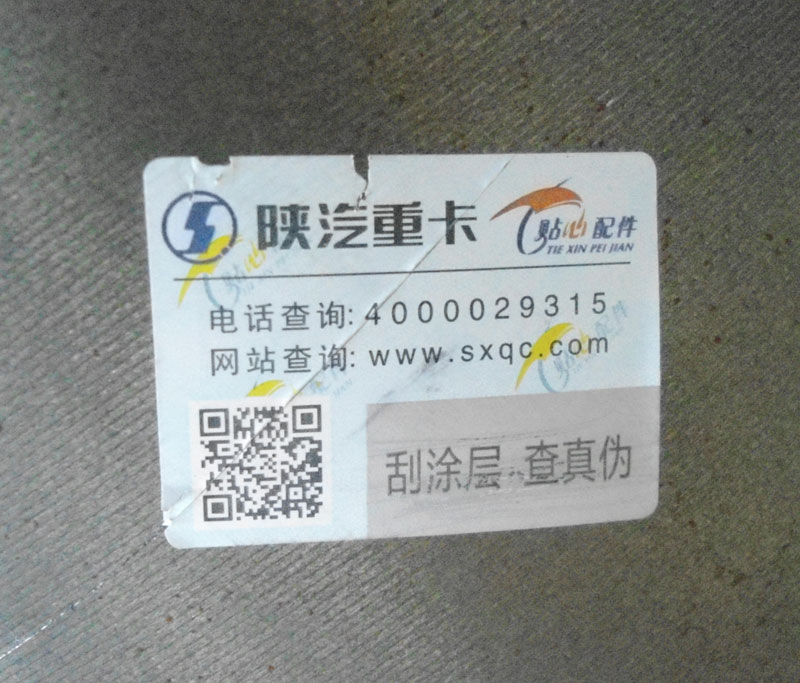 陕汽重卡 贴心配件
TIE XIN PEI JIAN
电话查询: 4000029315
网站查询: www.sxqc.com
刮涂层 查真伪